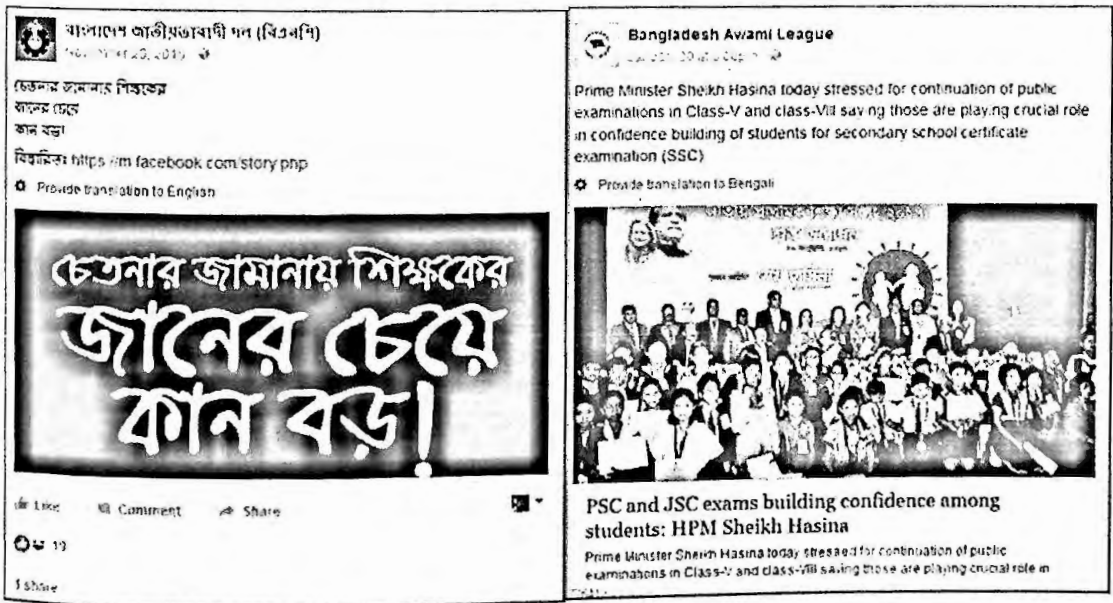 বাংলাদেশ জাতীয়তাবাদী দল (বিএনপি)
চেতনার জামানায় শিক্ষকের
জানের চেয়ে
কান বড়!
বিস্তারিতঃ https://m.facebook.com/story.php
Provide translation to English
চেতনার জামানায় শিক্ষকের
জানের চেয়ে
কান বড়!
Like Comment Share
19
1 share
Bangladesh Awami League
Prime Minister Sheikh Hasina today stressed for continuation of public
examinations in Class-V and class-VIII saying those are playing crucial role
in confidence building of students for secondary school certificate
examination (SSC)
Provide translation to Bengali
PSC and JSC exams building confidence among
students: HPM Sheikh Hasina
Prime Minister Sheikh Hasina today stressed for continuation of public
examinations in Class-V and class-VIII saying those are playing crucial role in